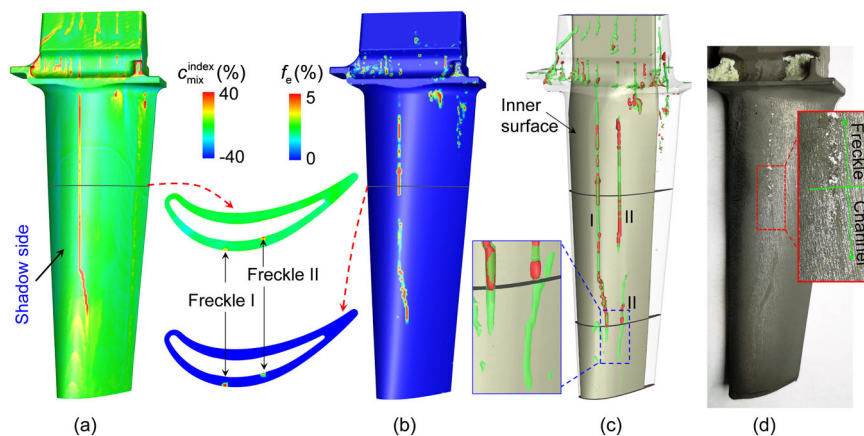 c_mix^index (%)
40
-40
f_e (%)
5
0
Shadow side
Freckle I
Freckle II
Inner
surface
I
II
II
Freckle
Channel
(a)
(b)
(c)
(d)